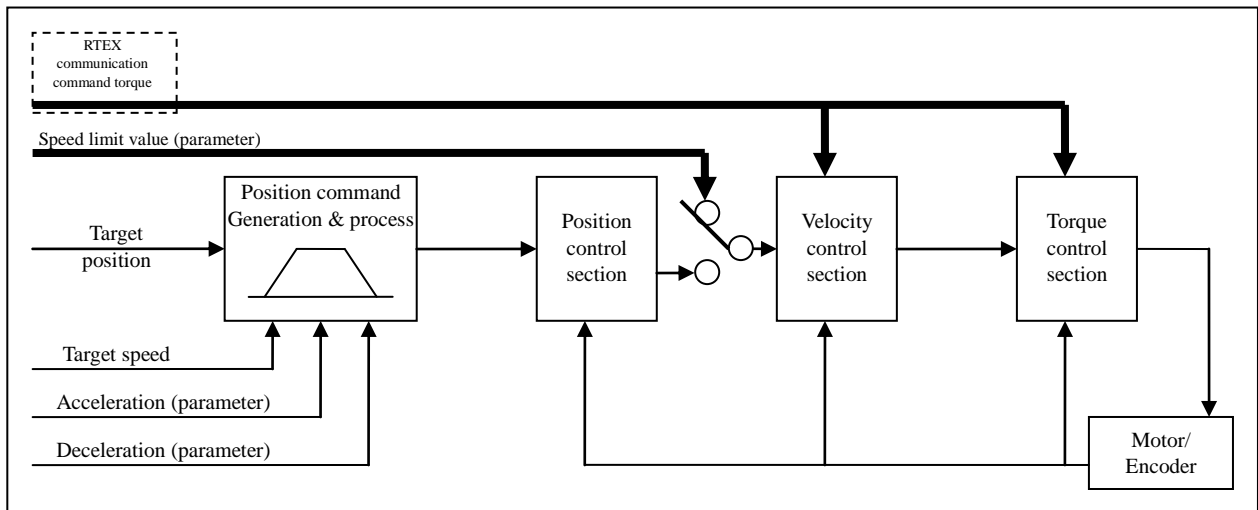 RTEX
communication
command torque
Speed limit value (parameter)
Position command
Generation & process
Target
position
Position
control
section
Velocity
control
section
Torque
control
section
Target speed
Acceleration (parameter)
Deceleration (parameter)
Motor/
Encoder